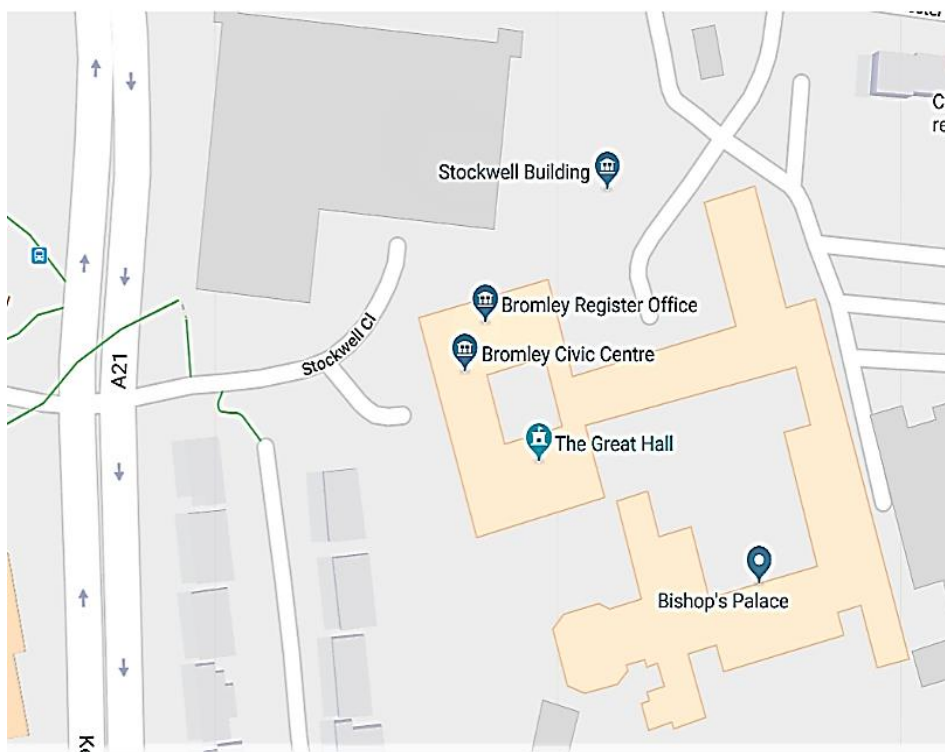 Stockwell Building
Bromley Register Office
Stockwell Cl
Bromley Civic Centre
A21
The Great Hall
Bishop's Palace